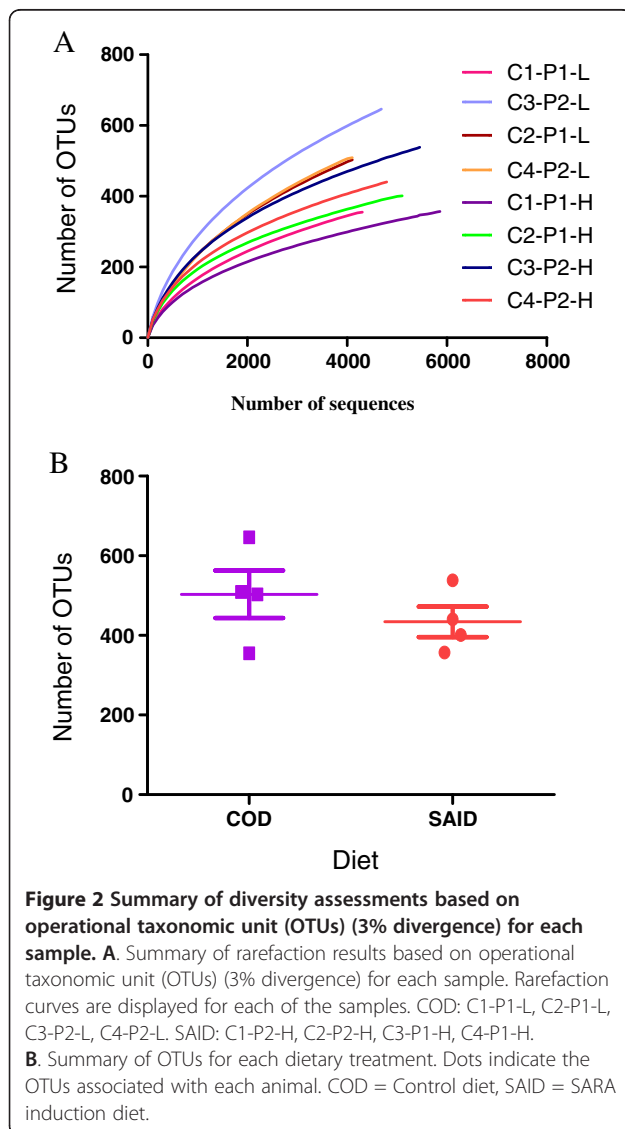 A
Number of OTUs
800
600
400
200
0
0 2000 4000 6000 8000
Number of sequences
C1-P1-L
C3-P2-L
C2-P1-L
C4-P2-L
C1-P1-H
C2-P1-H
C3-P2-H
C4-P2-H
B
Number of OTUs
800
600
400
200
0
COD SAID
Diet
Figure 2 Summary of diversity assessments based on
operational taxonomic unit (OTUs) (3% divergence) for each
sample. A. Summary of rarefaction results based on operational
taxonomic unit (OTUs) (3% divergence) for each sample. Rarefaction
curves are displayed for each of the samples. COD: C1-P1-L, C2-P1-L,
C3-P2-L, C4-P2-L. SAID: C1-P2-H, C2-P2-H, C3-P1-H, C4-P1-H.
B. Summary of OTUs for each dietary treatment. Dots indicate the
OTUs associated with each animal. COD = Control diet, SAID = SARA
induction diet.